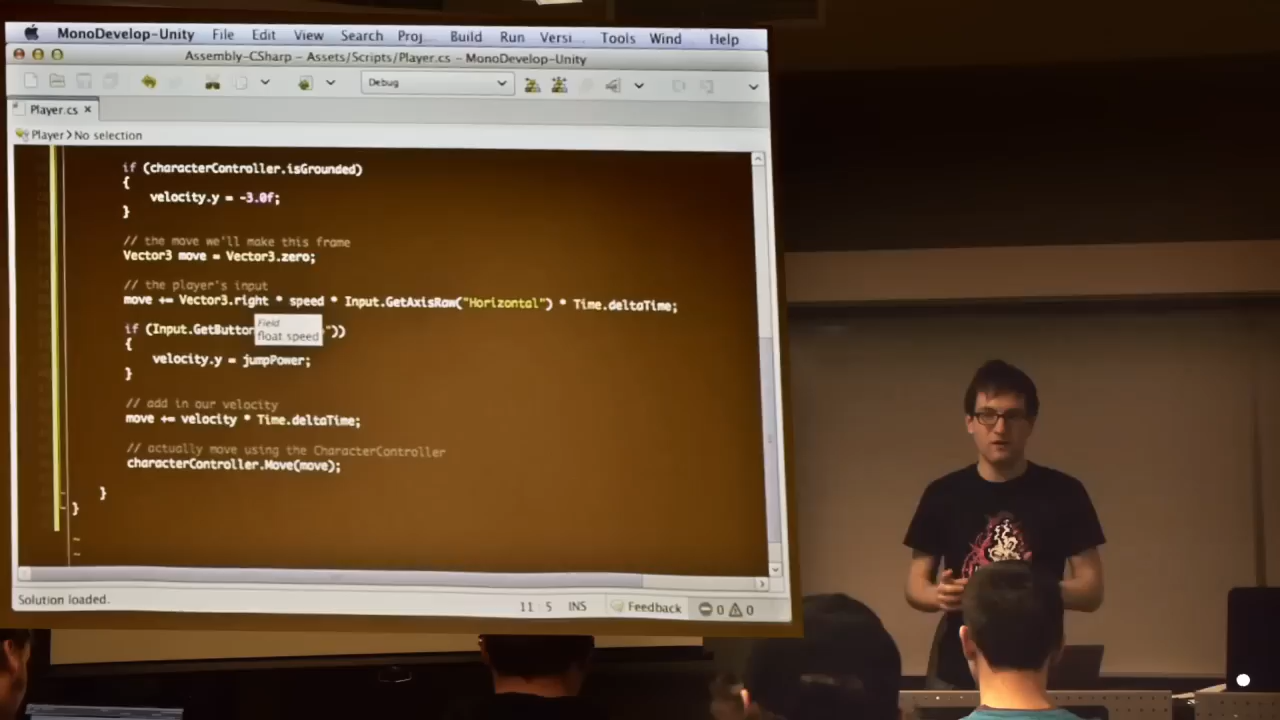 MonoDevelop-Unity File Edit View Search Proj... Build Run Versi... Tools Wind Help
Assembly-CSharp – Assets/Scripts/Player.cs – MonoDevelop-Unity
Debug
Player.cs ×
Player › No selection
if (characterController.isGrounded)
{
velocity.y = -3.0f;
}
// the move we'll make this frame
Vector3 move = Vector3.zero;
// the player's input
move += Vector3.right * speed * Input.GetAxisRaw("Horizontal") * Time.deltaTime;
if (Input.GetButton "))
Field
float speed
{
velocity.y = jumpPower;
}
// add in our velocity
move += velocity * Time.deltaTime;
// actually move using the CharacterController
characterController.Move(move);
}
}
~
~
Solution loaded.
11 : 5 INS Feedback 0 0